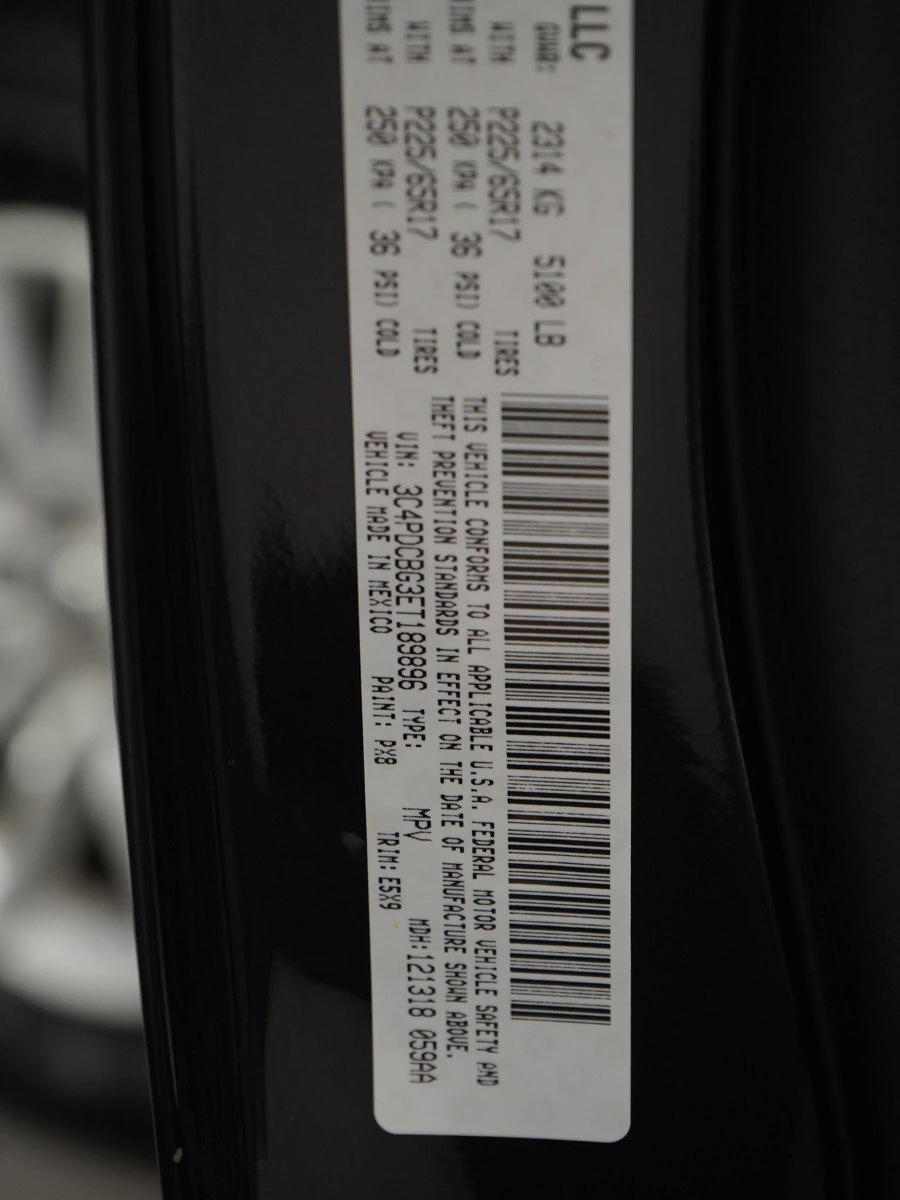 LLC
GVWR: 2314 KG 5100 LB
WITH P225/65R17 TIRES
RIMS AT 250 KPA ( 36 PSI) COLD
WITH P225/65R17 TIRES
RIMS AT 250 KPA ( 36 PSI) COLD
THIS VEHICLE CONFORMS TO ALL APPLICABLE U.S.A. FEDERAL MOTOR VEHICLE SAFETY AND
THEFT PREVENTION STANDARDS IN EFFECT ON THE DATE OF MANUFACTURE SHOWN ABOVE.
VIN: 3C4PDCBG3ET189896 TYPE: MPV MDH:121318 059AA
VEHICLE MADE IN MEXICO PAINT: PX8 TRIM: E5X9